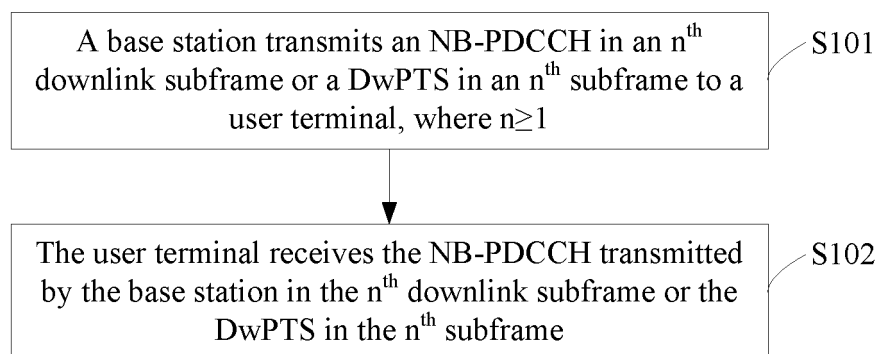 A base station transmits an NB-PDCCH in an nth
downlink subframe or a DwPTS in an nth subframe to a
user terminal, where n≥1
S101
The user terminal receives the NB-PDCCH transmitted
by the base station in the nth downlink subframe or the
DwPTS in the nth subframe
S102